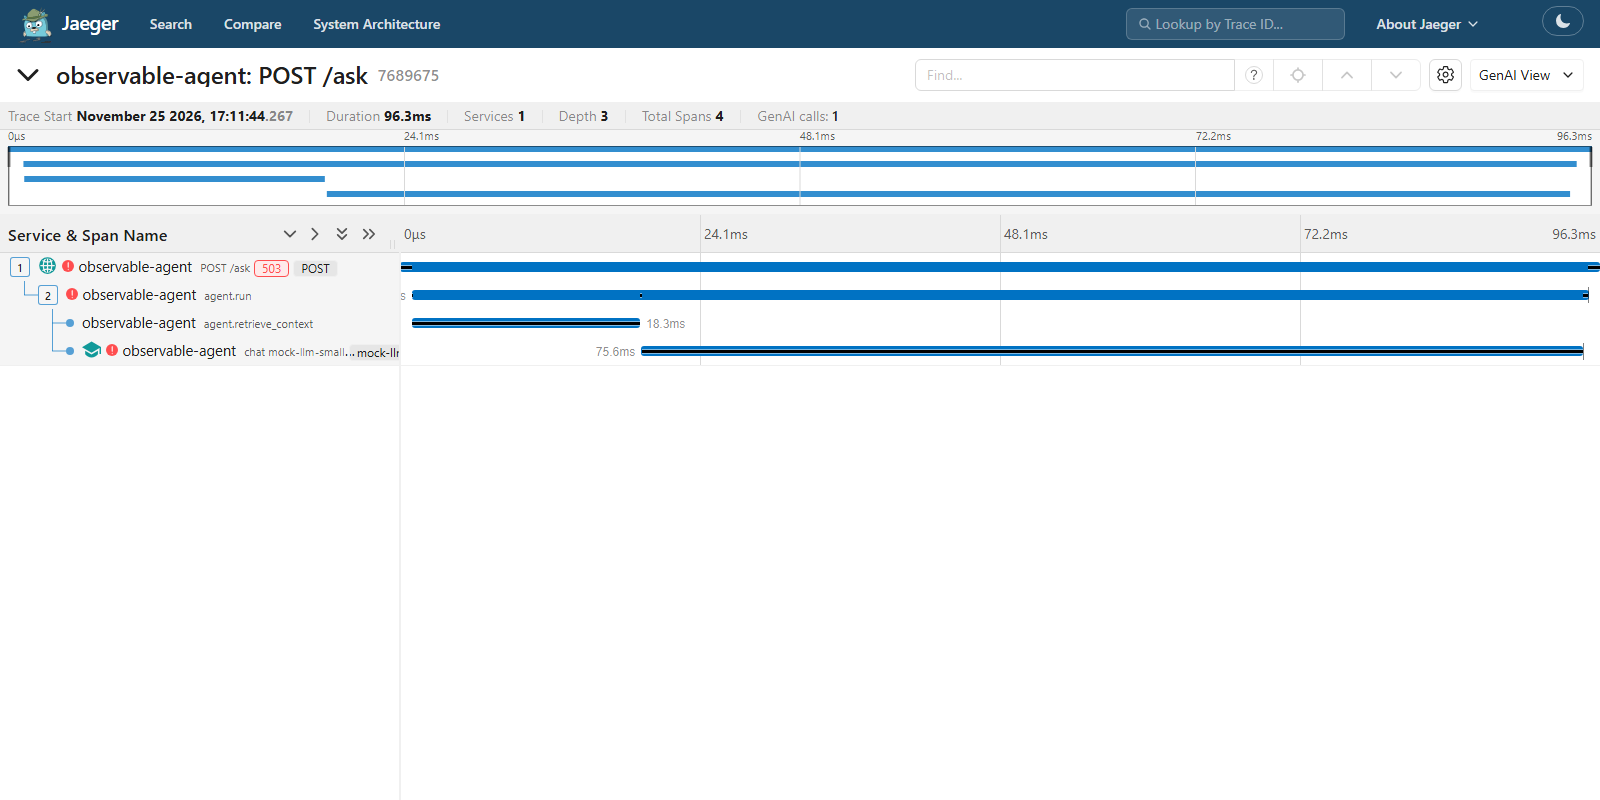 Jaeger Search Compare System Architecture Lookup by Trace ID... About Jaeger
observable-agent: POST /ask 7689675 Find... ? GenAI View
Trace Start November 25 2026, 17:11:44.267 Duration 96.3ms Services 1 Depth 3 Total Spans 4 GenAI calls: 1
0μs 24.1ms 48.1ms 72.2ms 96.3ms
Service & Span Name 0μs 24.1ms 48.1ms 72.2ms 96.3ms
1 observable-agent POST /ask 503 POST
2 observable-agent agent.run s
observable-agent agent.retrieve_context 18.3ms
observable-agent chat mock-llm-small... mock-llm 75.6ms